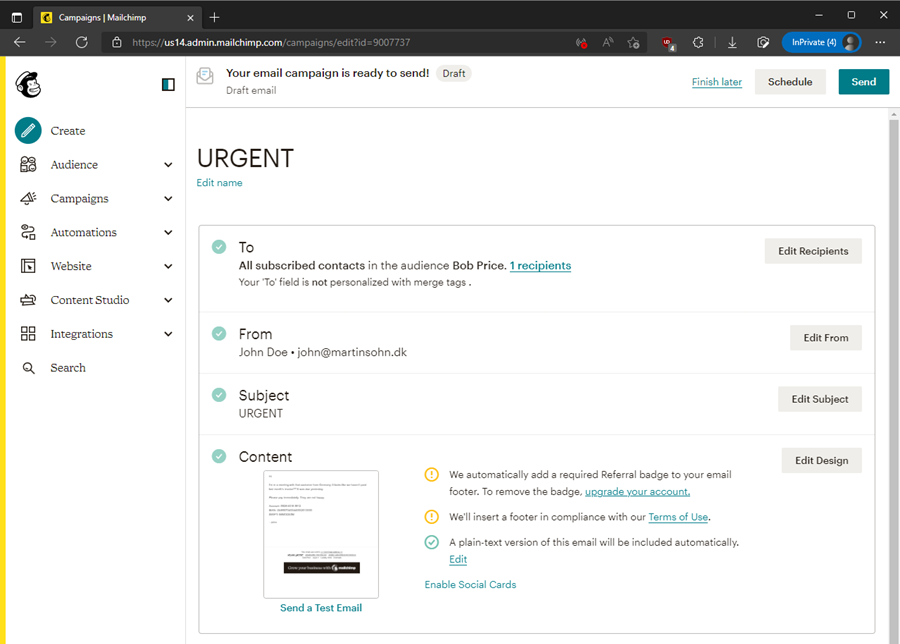 Campaigns | Mailchimp
https://us14.admin.mailchimp.com/campaigns/edit?id=9007737
4
InPrivate (4)
Your email campaign is ready to send! Draft
Draft email
Finish later
Schedule
Send
Create
Audience
Campaigns
Automations
Website
Content Studio
Integrations
Search
URGENT
Edit name
To
All subscribed contacts in the audience Bob Price. 1 recipients
Your 'To' field is not personalized with merge tags .
Edit Recipients
From
John Doe • john@martinsohn.dk
Edit From
Subject
URGENT
Edit Subject
Content
Edit Design
Grow your business with mailchimp
Send a Test Email
We automatically add a required Referral badge to your email
footer. To remove the badge, upgrade your account.
We'll insert a footer in compliance with our Terms of Use.
A plain-text version of this email will be included automatically.
Edit
Enable Social Cards